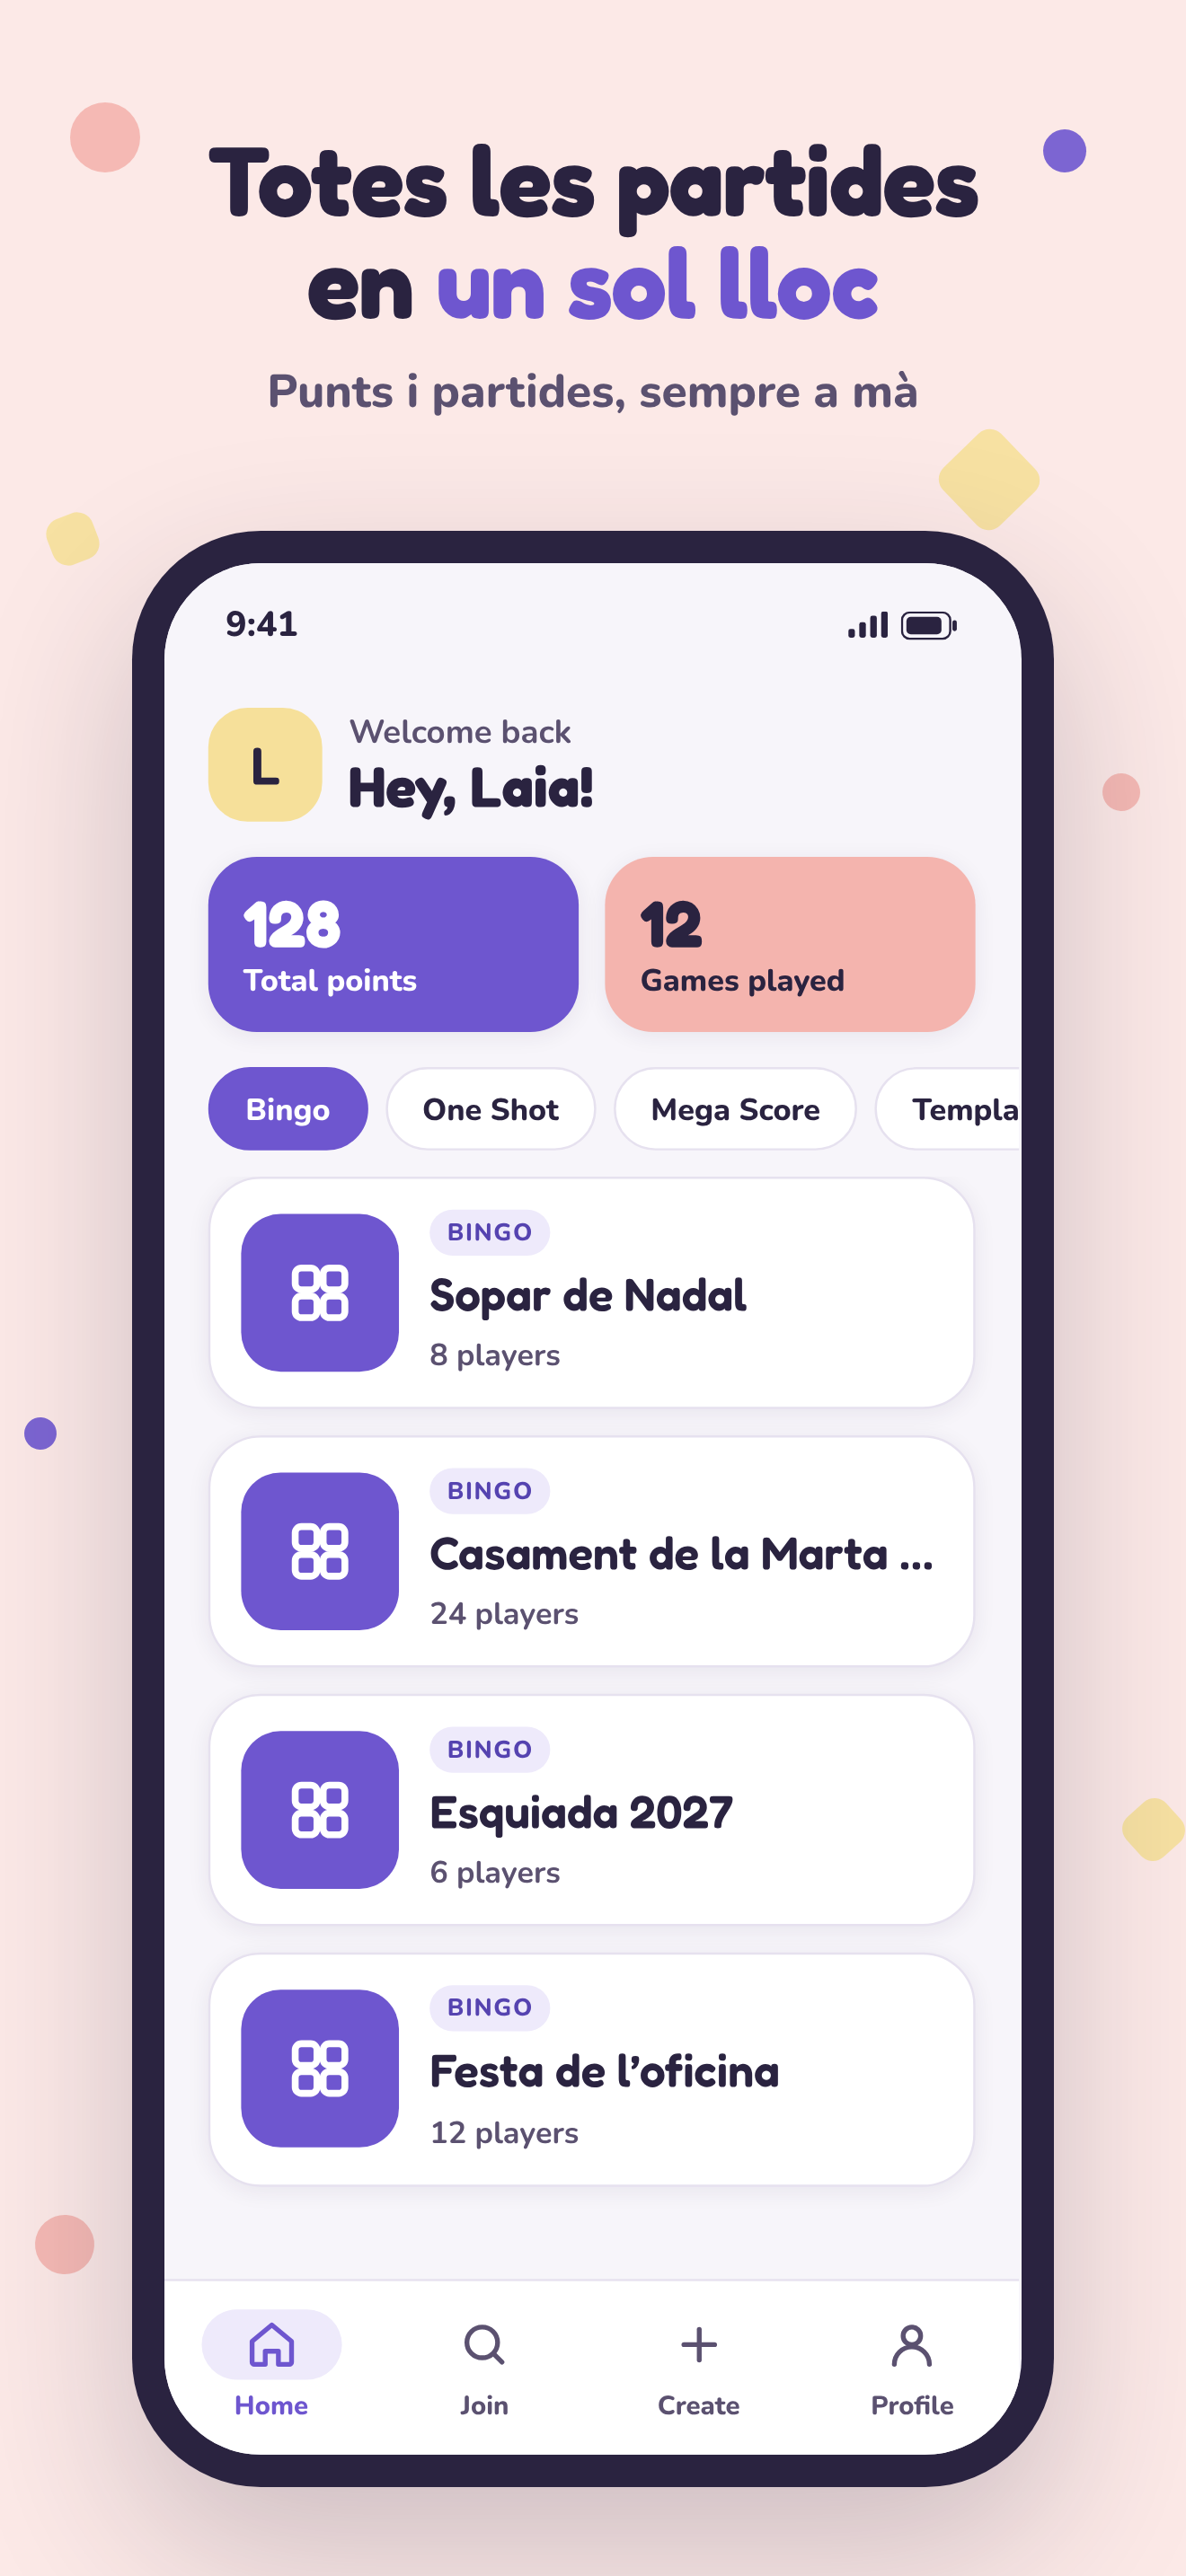 Totes les partides
en un sol lloc
Punts i partides, sempre a mà
9:41
L
Welcome back
Hey, Laia!
128
Total points
12
Games played
Bingo
One Shot
Mega Score
Templa
BINGO
Sopar de Nadal
8 players
BINGO
Casament de la Marta ...
24 players
BINGO
Esquiada 2027
6 players
BINGO
Festa de l’oficina
12 players
Home
Join
Create
Profile